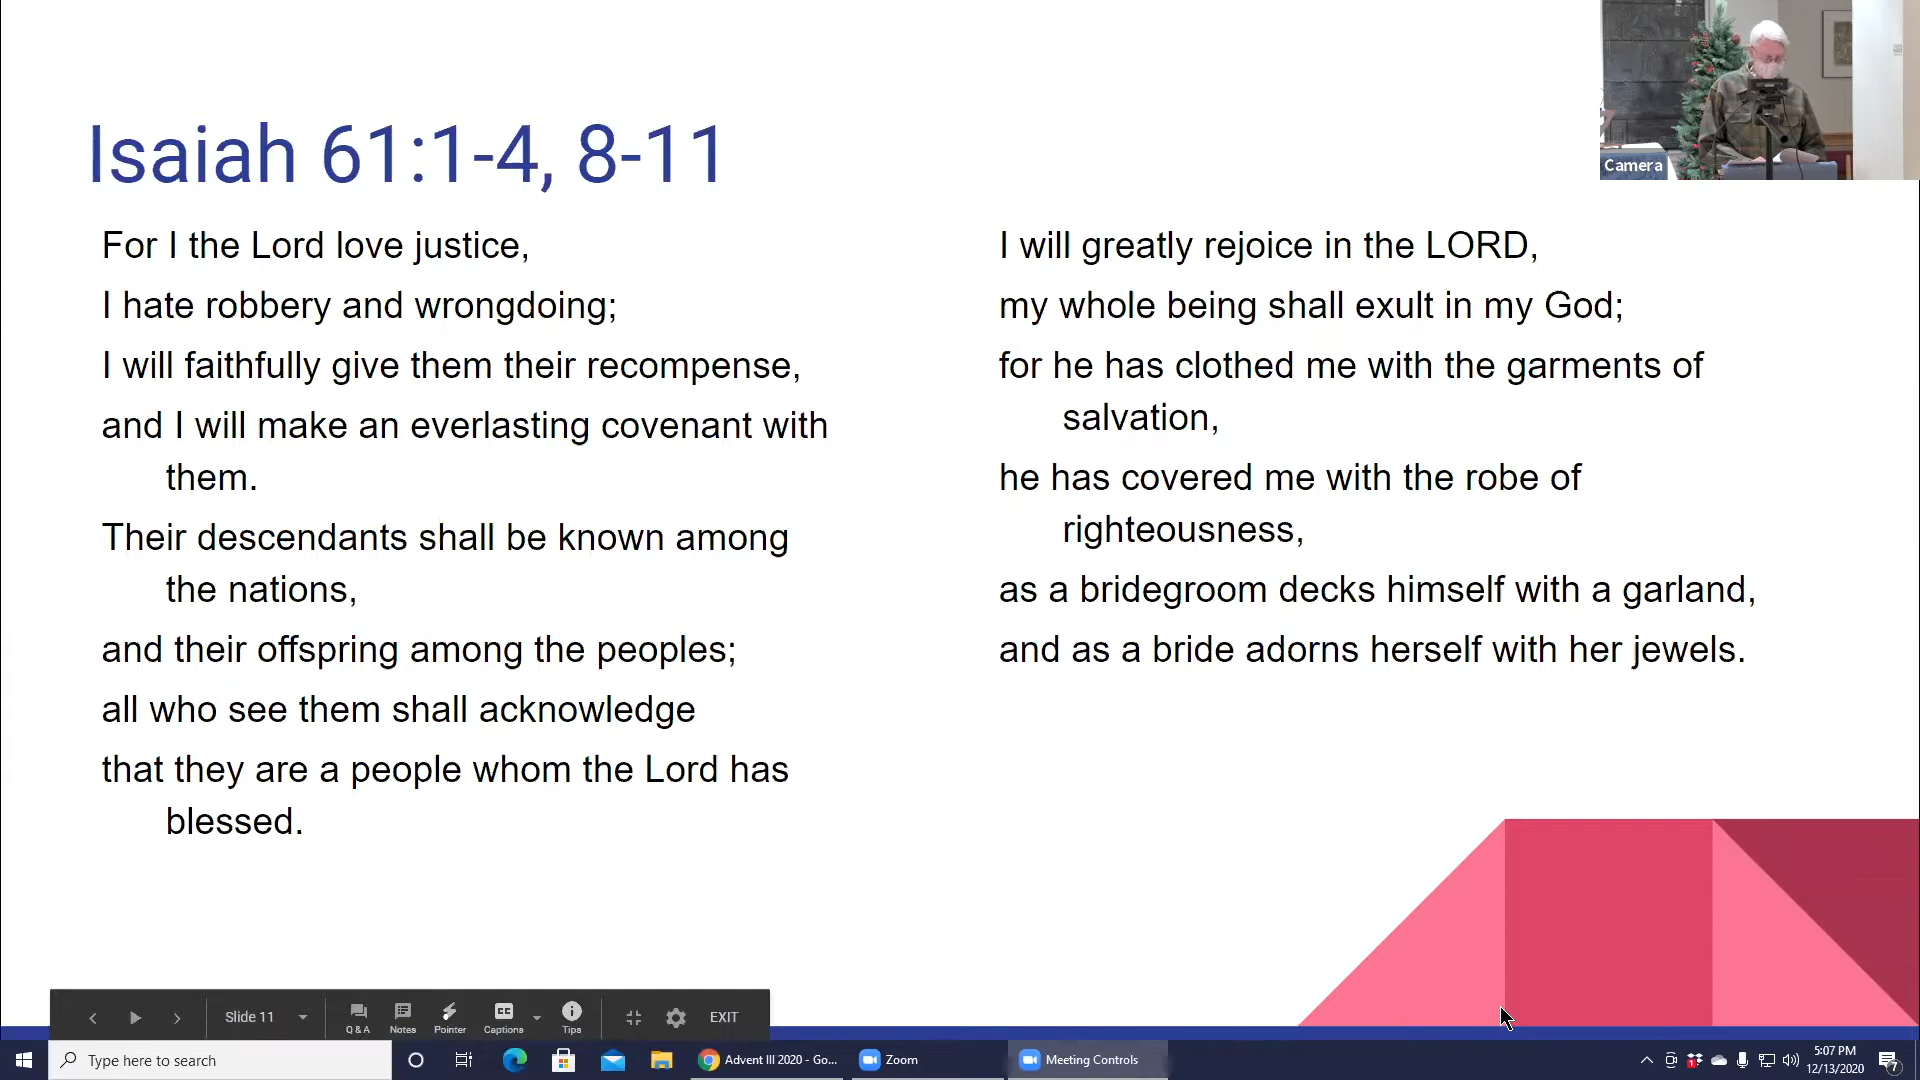 Isaiah 61:1-4, 8-11
For I the Lord love justice,
I hate robbery and wrongdoing;
I will faithfully give them their recompense,
and I will make an everlasting covenant with
them.
Their descendants shall be known among
the nations,
and their offspring among the peoples;
all who see them shall acknowledge
that they are a people whom the Lord has
blessed.
I will greatly rejoice in the LORD,
my whole being shall exult in my God;
for he has clothed me with the garments of
salvation,
he has covered me with the robe of
righteousness,
as a bridegroom decks himself with a garland,
and as a bride adorns herself with her jewels.
Camera
Slide 11
Q & A
Notes
Pointer
CC
Captions
Tips
EXIT
Type here to search
Advent III 2020 - Go...
Zoom
Meeting Controls
1
5:07 PM
12/13/2020
7